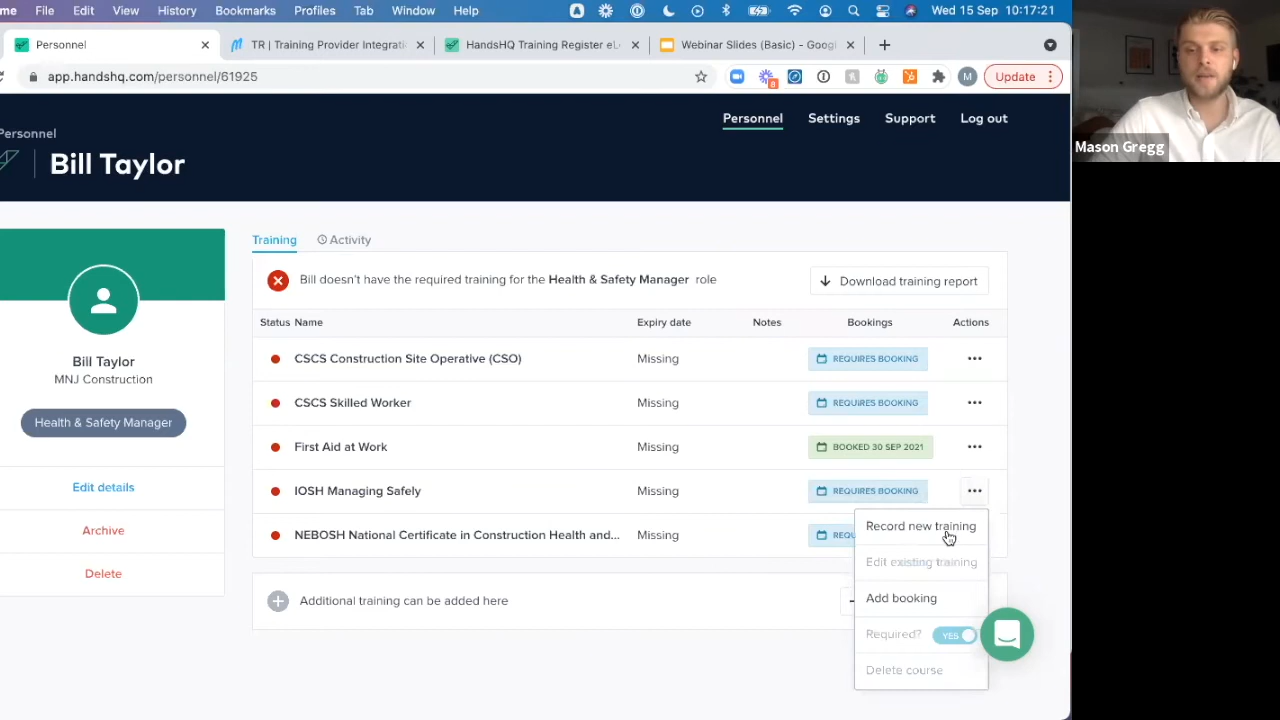 me File Edit View History Bookmarks Profiles Tab Window Help Wed 15 Sep 10:17:21
Personnel TR | Training Provider Integrati HandsHQ Training Register eL Webinar Slides (Basic) - Googl
app.handshq.com/personnel/61925 8 M Update
Personnel
Personnel Settings Support Log out
Bill Taylor
Mason Gregg
Training Activity
Bill doesn't have the required training for the Health & Safety Manager role
Download training report
Status Name Expiry date Notes Bookings Actions
CSCS Construction Site Operative (CSO) Missing REQUIRES BOOKING
CSCS Skilled Worker Missing REQUIRES BOOKING
First Aid at Work Missing BOOKED 30 SEP 2021
IOSH Managing Safely Missing REQUIRES BOOKING
NEBOSH National Certificate in Construction Health and... Missing REQU
Additional training can be added here
Bill Taylor
MNJ Construction
Health & Safety Manager
Edit details
Archive
Delete
Record new training
Edit existing training
Add booking
Required? YES
Delete course